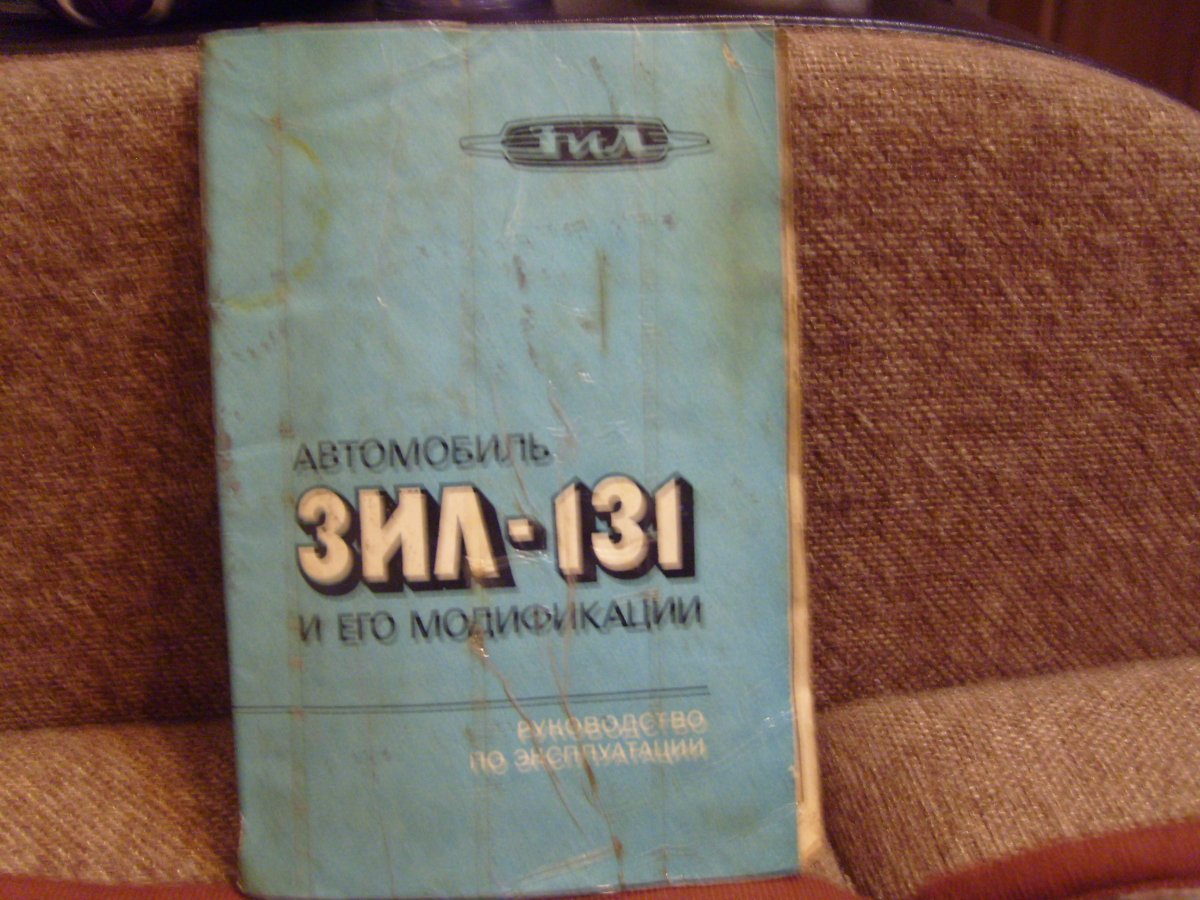 ЗИЛ
АВТОМОБИЛЬ
ЗИЛ-131
И ЕГО МОДИФИКАЦИИ
РУКОВОДСТВО
ПО ЭКСПЛУАТАЦИИ